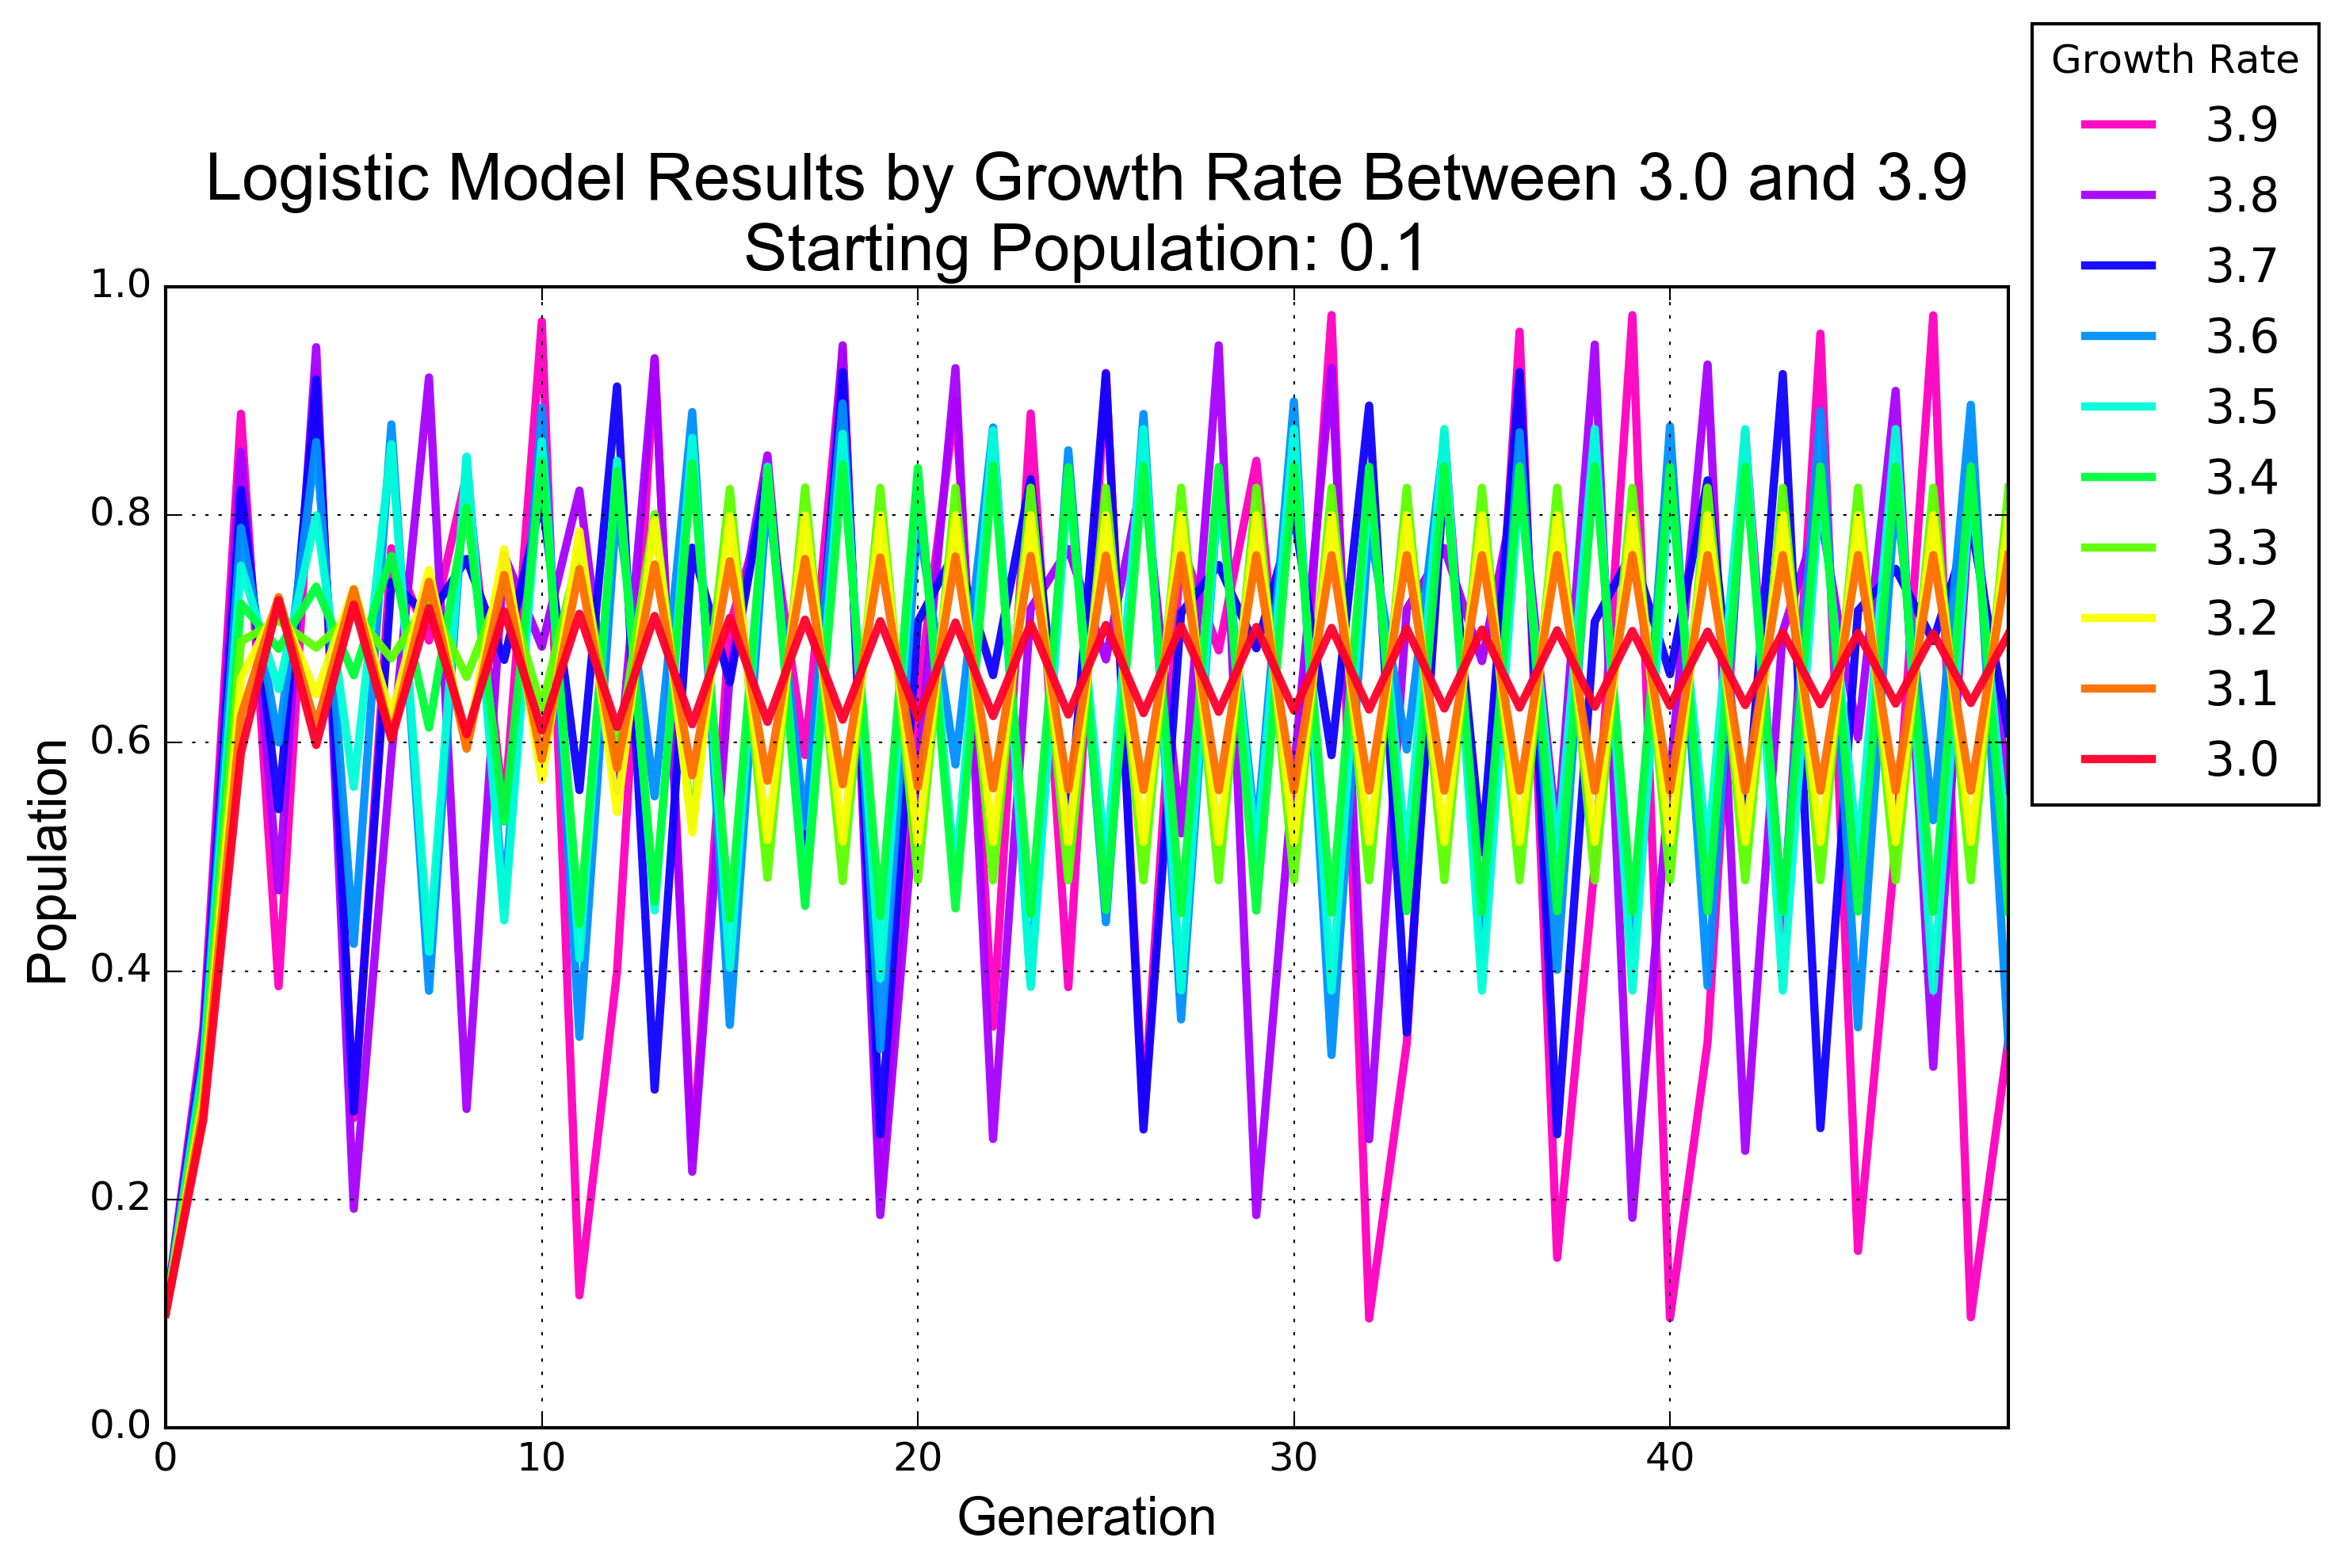 Growth Rate
3.9
3.8
3.7
3.6
3.5
3.4
3.3
3.2
3.1
3.0
Logistic Model Results by Growth Rate Between 3.0 and 3.9
Starting Population: 0.1
Population
1.0
0.8
0.6
0.4
0.2
0.0
0 10 20 30 40
Generation